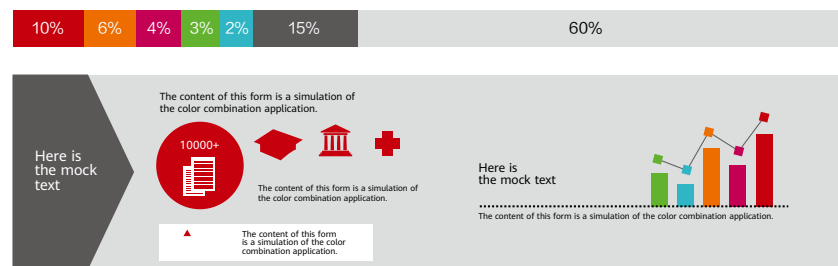 10% 6% 4% 3% 2% 15% 60%
The content of this form is a simulation of
the color combination application.
10000+
Here is
the mock
text
The content of this form is a simulation of
the color combination application.
The content of this form
is a simulation of the color
combination application.
Here is
the mock text
The content of this form is a simulation of the color combination application.